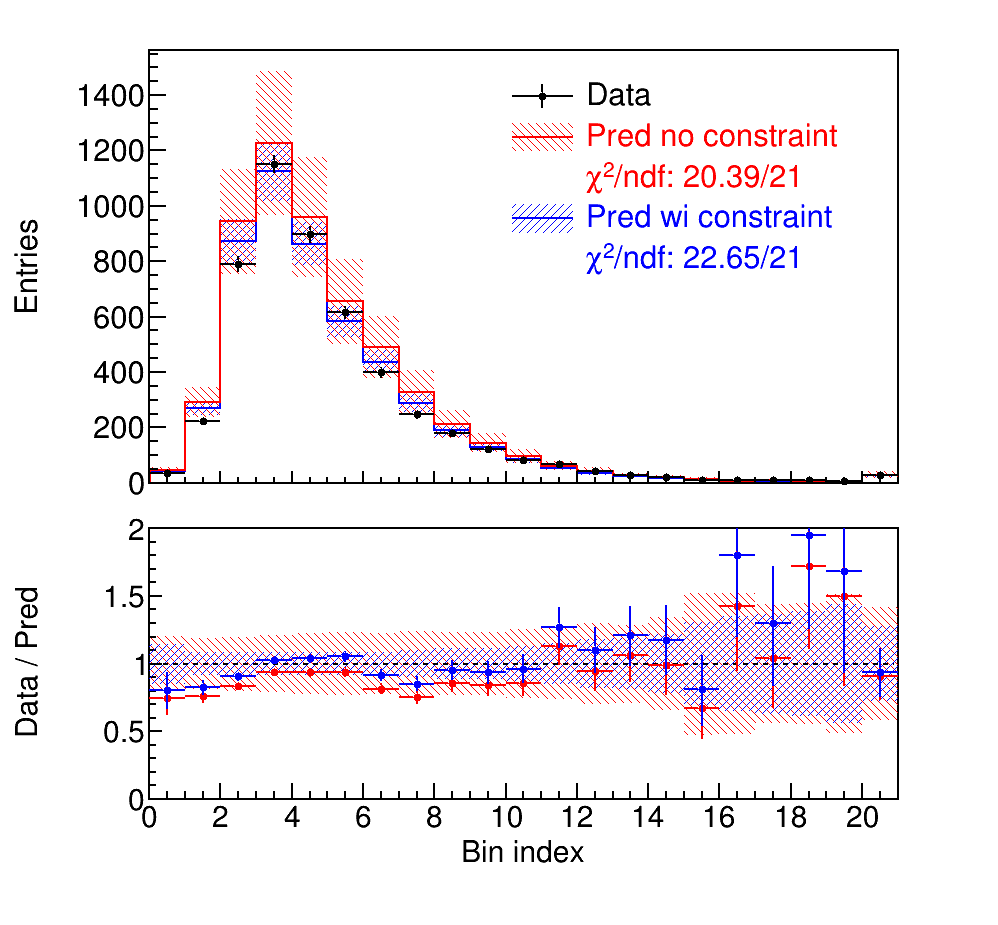 1400
1200
1000
800
600
400
200
0
Entries
Data
Pred no constraint
χ²/ndf: 20.39/21
Pred wi constraint
χ²/ndf: 22.65/21
2
1.5
1
0.5
0
Data / Pred
0 2 4 6 8 10 12 14 16 18 20
Bin index